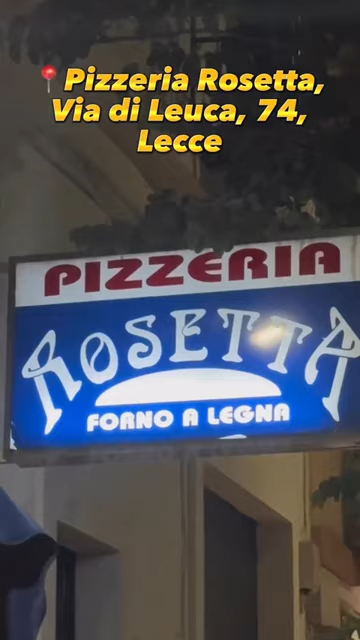 📍Pizzeria Rosetta,
Via di Leuca, 74,
Lecce
PIZZERIA
ROSETTA
FORNO A LEGNA